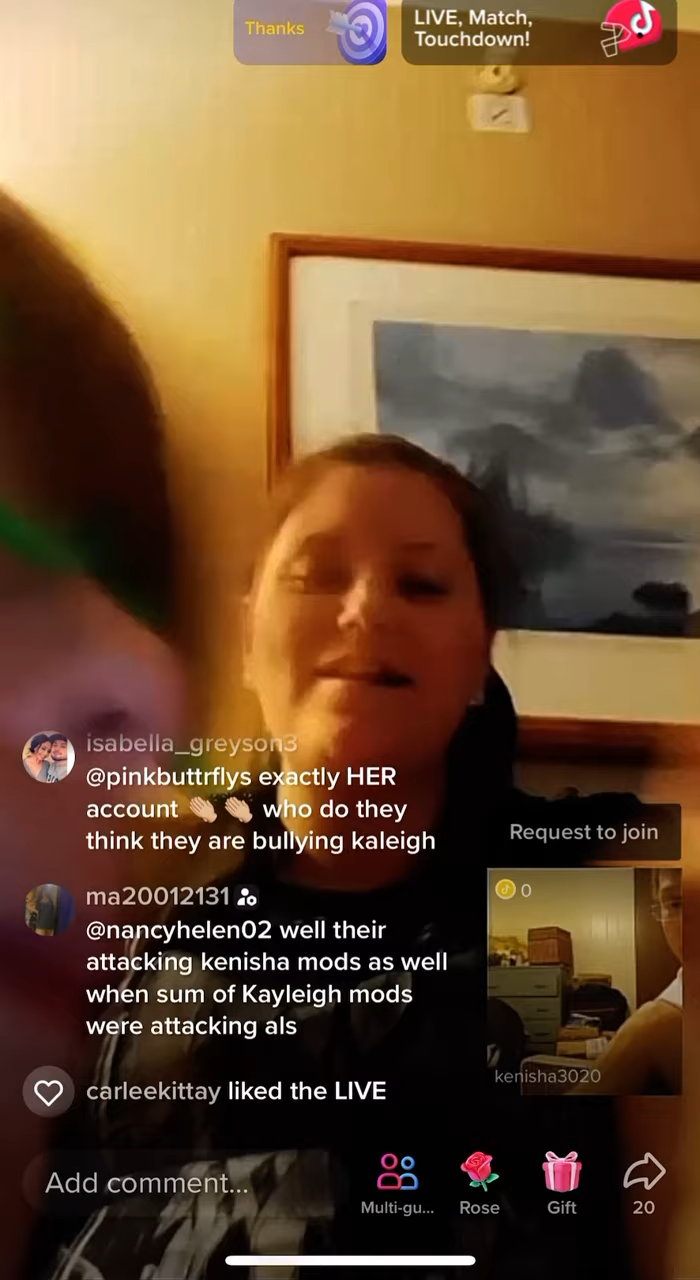 Thanks
LIVE, Match,
Touchdown!
isabella_greyson3
@pinkbuttrflys exactly HER
account 👏🏻👏🏻 who do they
think they are bullying kaleigh
Request to join
0
ma20012131
@nancyhelen02 well their
attacking kenisha mods as well
when sum of Kayleigh mods
were attacking als
kenisha3020
carleekittay liked the LIVE
Add comment...
Multi-gu...
Rose
Gift
20